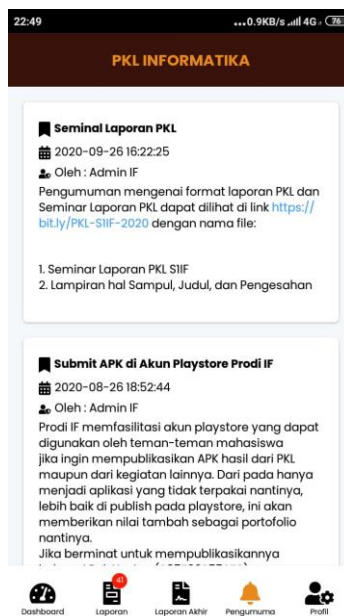 22:49
...0.9KB/s 4G 76
PKL INFORMATIKA
Seminal Laporan PKL
2020-09-26 16:22:25
Oleh : Admin IF
Pengumuman mengenai format laporan PKL dan
Seminar Laporan PKL dapat dilihat di link https://
bit.ly/PKL-S1IF-2020 dengan nama file:
1. Seminar Laporan PKL S1IF
2. Lampiran hal Sampul, Judul, dan Pengesahan
Submit APK di Akun Playstore Prodi IF
2020-08-26 18:52:44
Oleh : Admin IF
Prodi IF memfasilitasi akun playstore yang dapat
digunakan oleh teman-teman mahasiswa
jika ingin mempublikasikan APK hasil dari PKL
maupun dari kegiatan lainnya. Dari pada hanya
menjadi aplikasi yang tidak terpakai nantinya,
lebih baik di publish pada playstore, ini akan
memberikan nilai tambah sebagai portofolio
nantinya.
Jika berminat untuk mempublikasikannya
41
Dashboard Laporan Laporan Akhir Pengumuma Profil